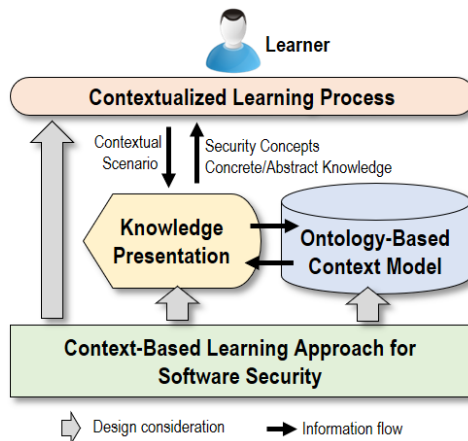 Learner
Contextualized Learning Process
Contextual
Scenario
Security Concepts
Concrete/Abstract Knowledge
Knowledge
Presentation
Ontology-Based
Context Model
Context-Based Learning Approach for
Software Security
Design consideration
Information flow